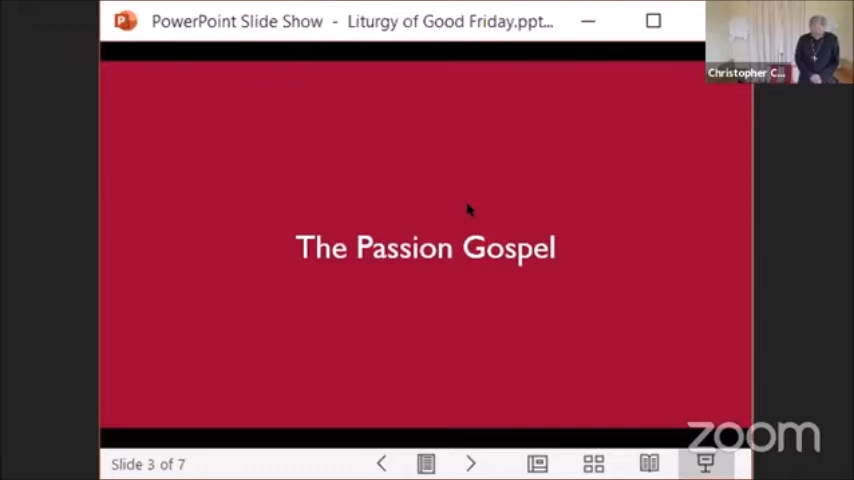 PowerPoint Slide Show - Liturgy of Good Friday.ppt...
Christopher C...
The Passion Gospel
zoom
Slide 3 of 7